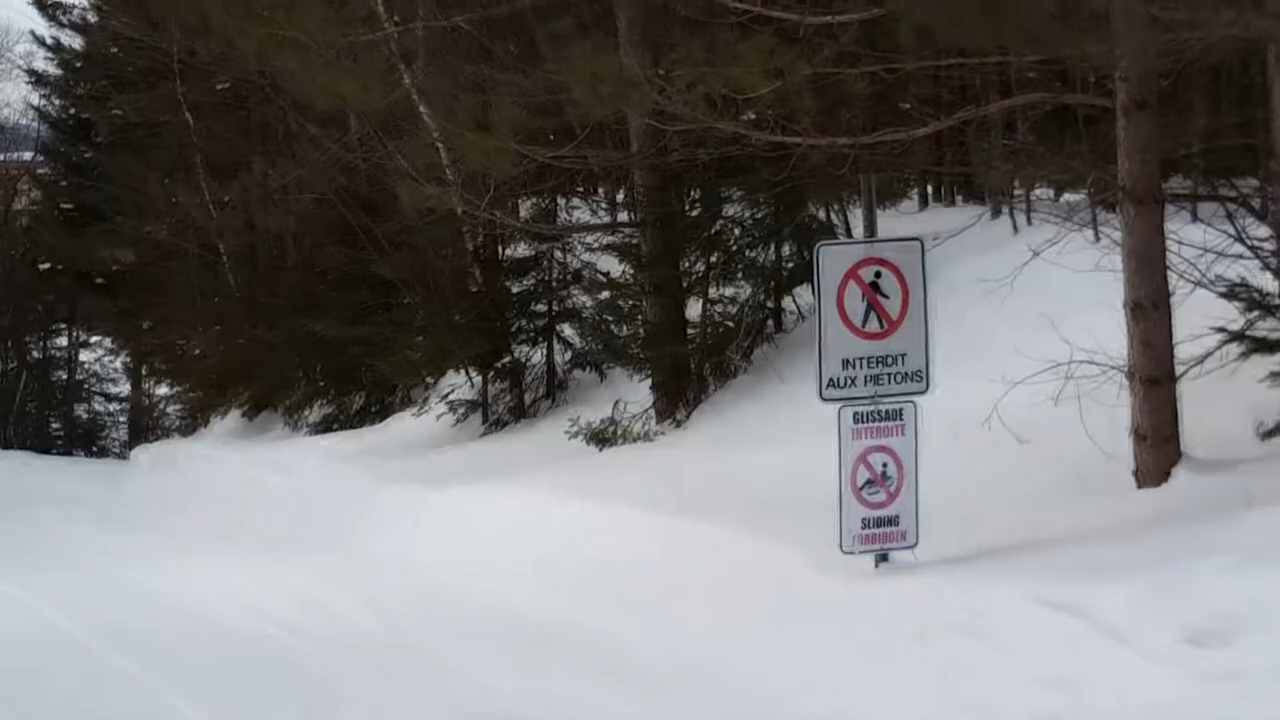 INTERDIT
AUX PIÉTONS
GLISSADE
INTERDITE
SLIDING
FORBIDDEN